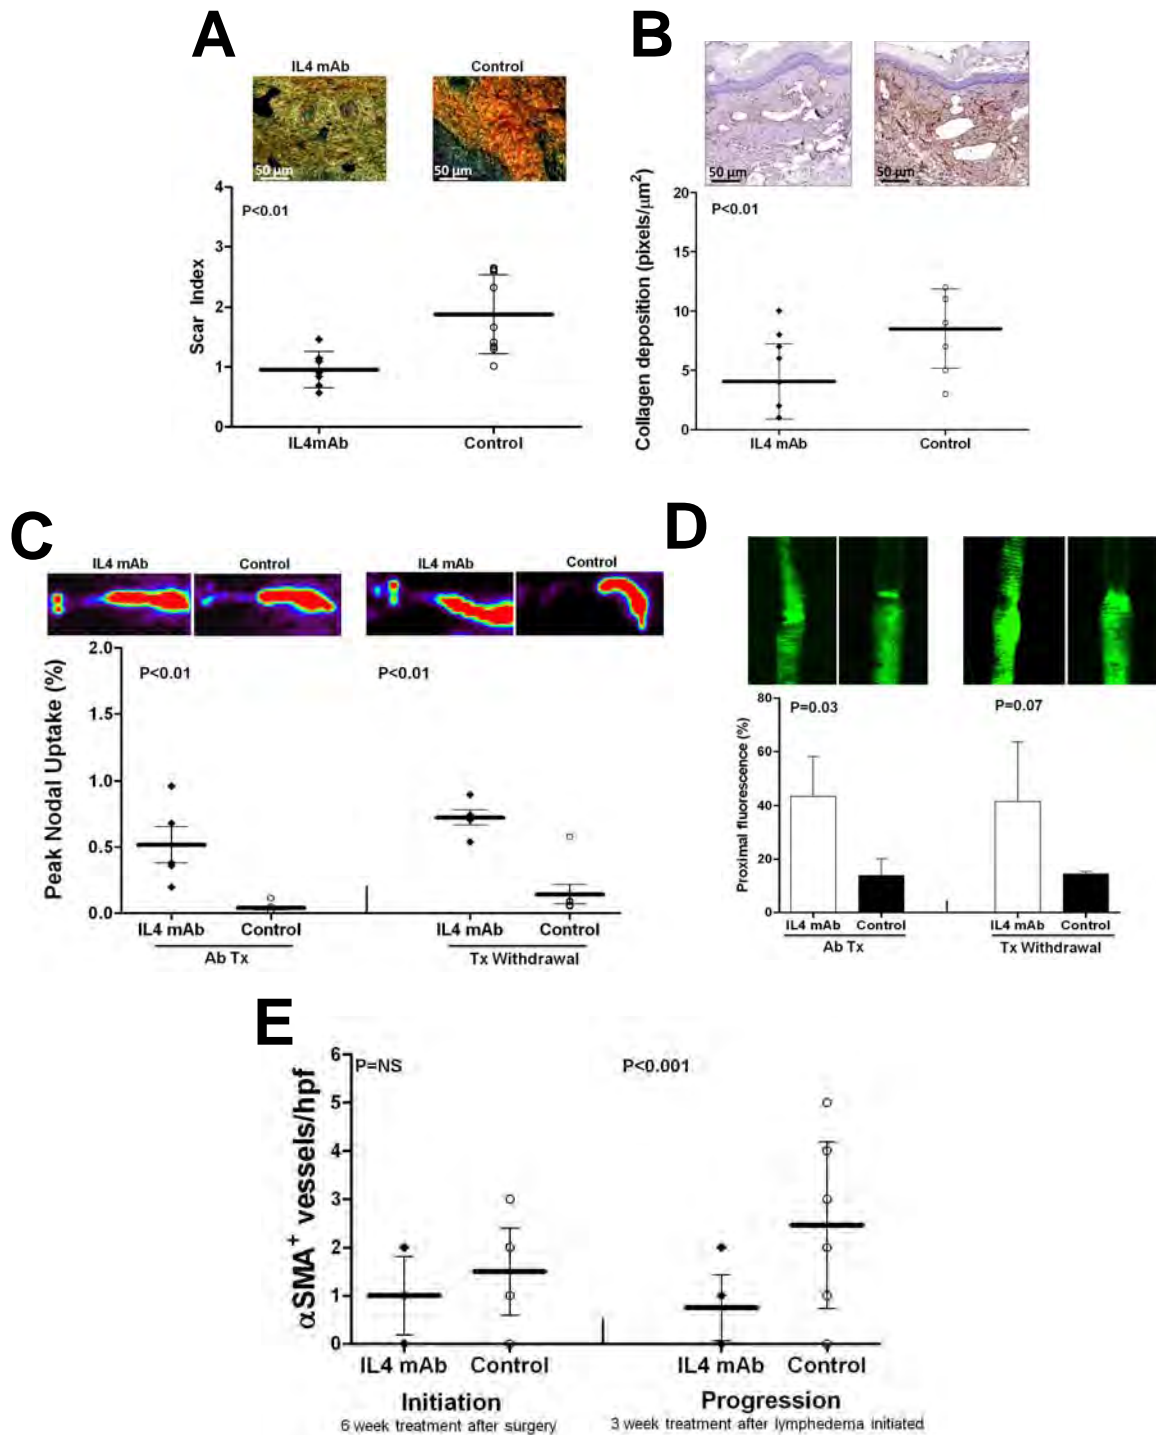 A
IL4 mAb Control
50 µm 50 µm
4
3
2
1
0
P<0.01
Scar Index
IL4mAb Control
B
50 µm 50 µm
20
15
10
5
0
P<0.01
Collagen deposition (pixels/µm²)
IL4 mAb Control
C
IL4 mAb Control IL4 mAb Control
2.0
1.5
1.0
0.5
0.0
P<0.01 P<0.01
Peak Nodal Uptake (%)
IL4 mAb Control IL4 mAb Control
Ab Tx Tx Withdrawal
D
80
60
40
20
0
P=0.03 P=0.07
Proximal fluorescence (%)
IL4 mAb Control IL4 mAb Control
Ab Tx Tx Withdrawal
E
6
5
4
3
2
1
0
P=NS P<0.001
αSMA⁺ vessels/hpf
IL4 mAb Control IL4 mAb Control
Initiation Progression
6 week treatment after surgery 3 week treatment after lymphedema initiated